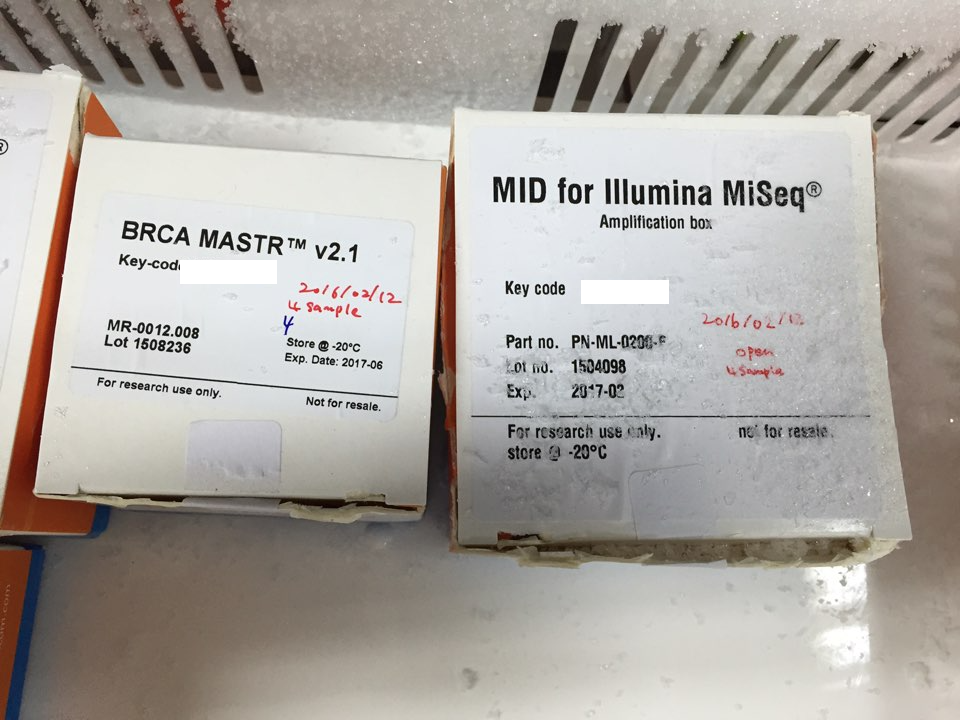 ®
BRCA MASTR™ v2.1
Key-cod
2016/02/12
4 sample
4
MR-0012.008
Lot 1508236
Store @ -20°C
Exp. Date: 2017-06
For research use only.
Not for resale.
MID for Illumina MiSeq®
Amplification box
Key code
2016/02/12
open
4 sample
Part no. PN-ML-0200-
Lot no. 1504098
Exp. 2017-02
For research use only.
not for resale.
store @ -20°C
.com